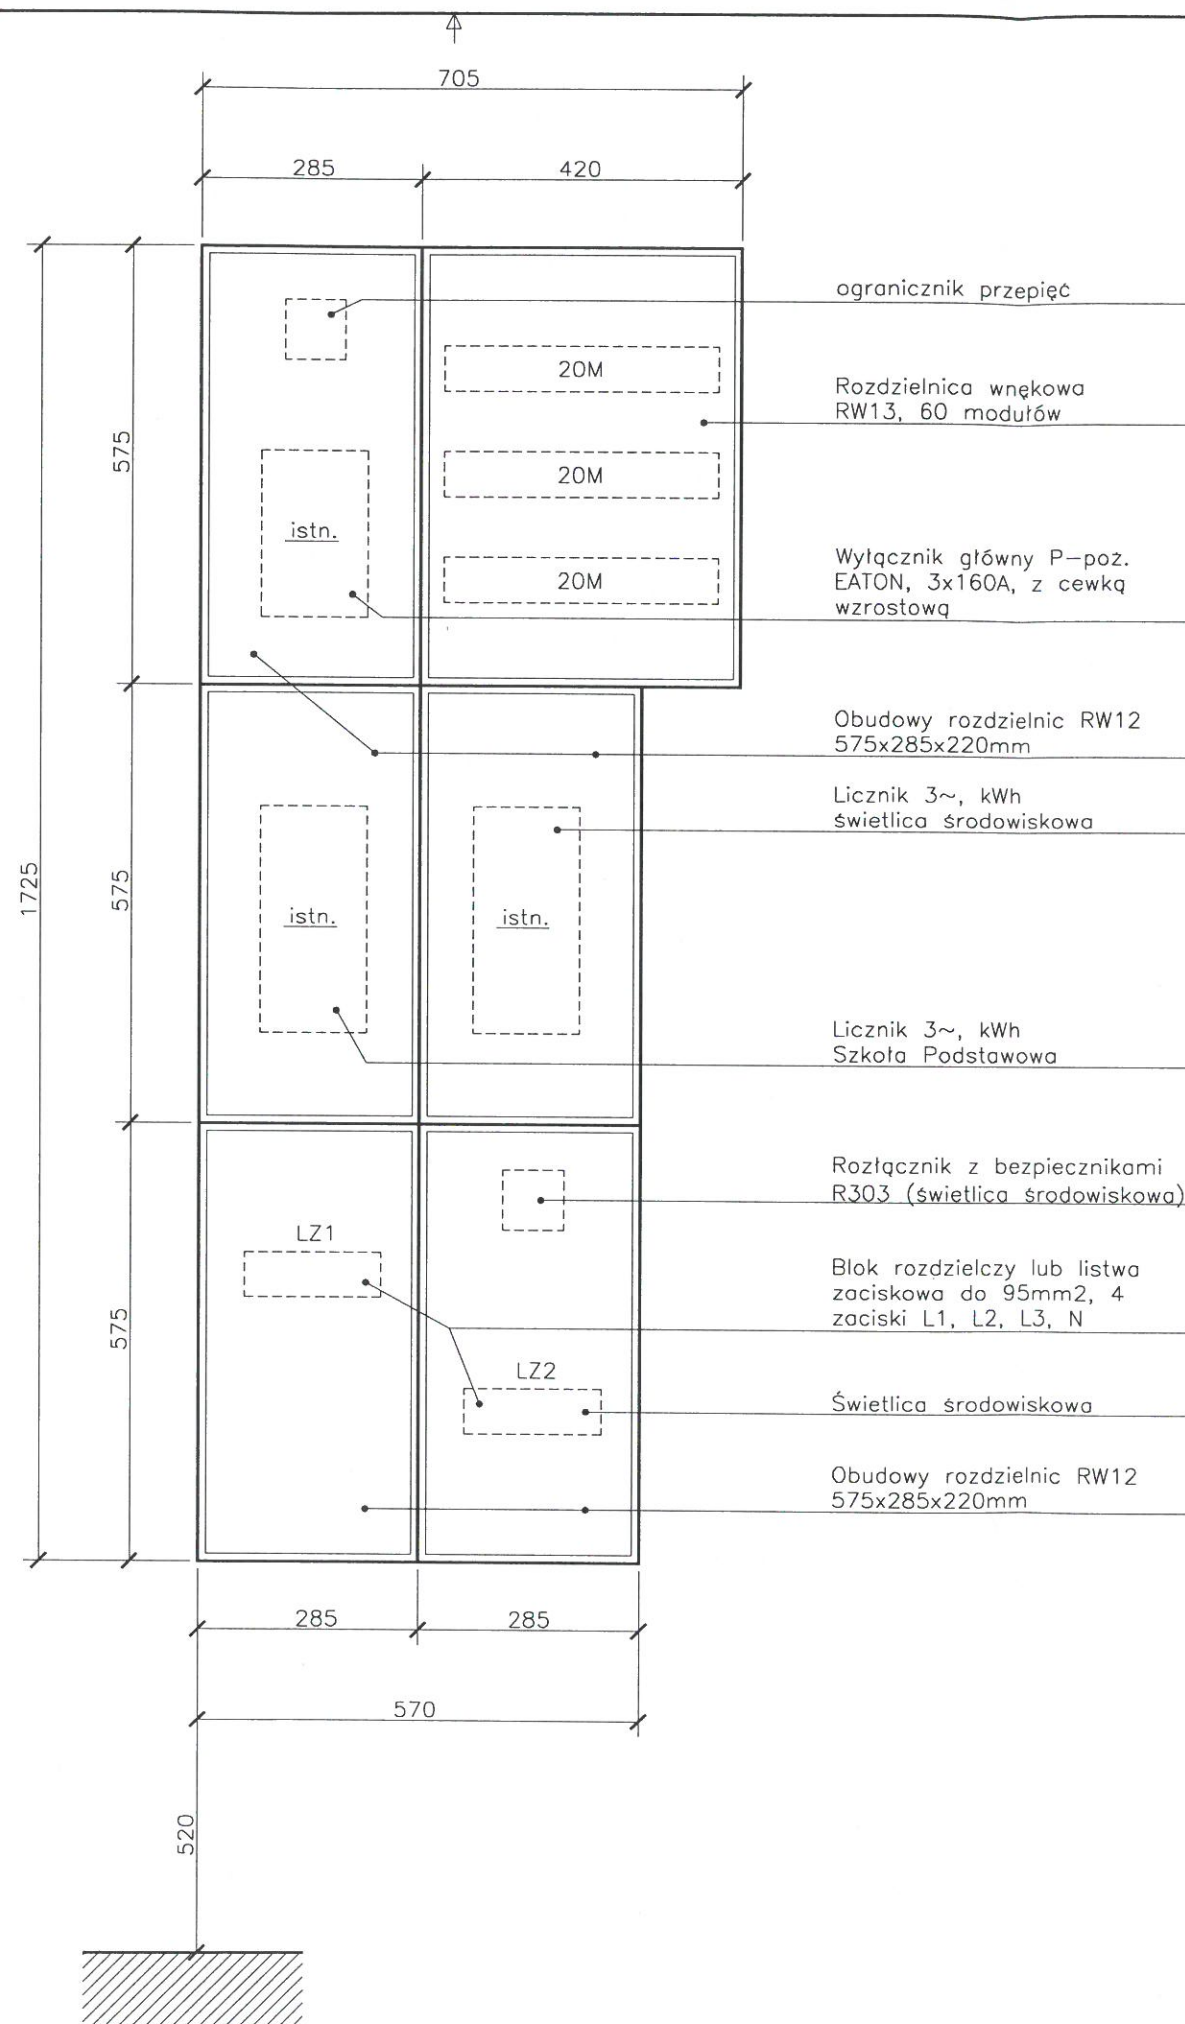 705
285
420
ogranicznik przepięć
20M
Rozdzielnica wnękowa
RW13, 60 modułów
575
20M
istn.
Wyłącznik główny P-poż.
EATON, 3x160A, z cewką
wzrostową
20M
Obudowy rozdzielnic RW12
575x285x220mm
Licznik 3~, kWh
świetlica środowiskowa
1725
575
istn.
istn.
Licznik 3~, kWh
Szkoła Podstawowa
Rozłącznik z bezpiecznikami
R303 (świetlica środowiskowa)
LZ1
Blok rozdzielczy lub listwa
zaciskowa do 95mm2, 4
zaciski L1, L2, L3, N
575
LZ2
Świetlica środowiskowa
Obudowy rozdzielnic RW12
575x285x220mm
285
285
570
520